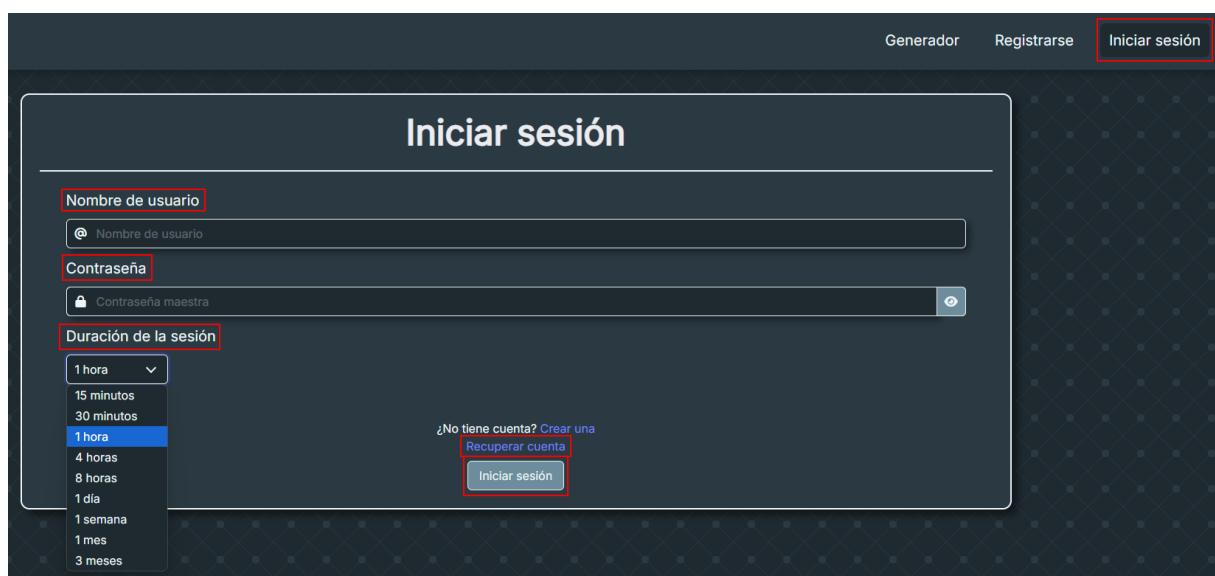 Generador Registrarse Iniciar sesión
Iniciar sesión
Nombre de usuario
Nombre de usuario
Contraseña
Contraseña maestra
Duración de la sesión
1 hora
15 minutos
30 minutos
1 hora
4 horas
8 horas
1 día
1 semana
1 mes
3 meses
¿No tiene cuenta? Crear una
Recuperar cuenta
Iniciar sesión